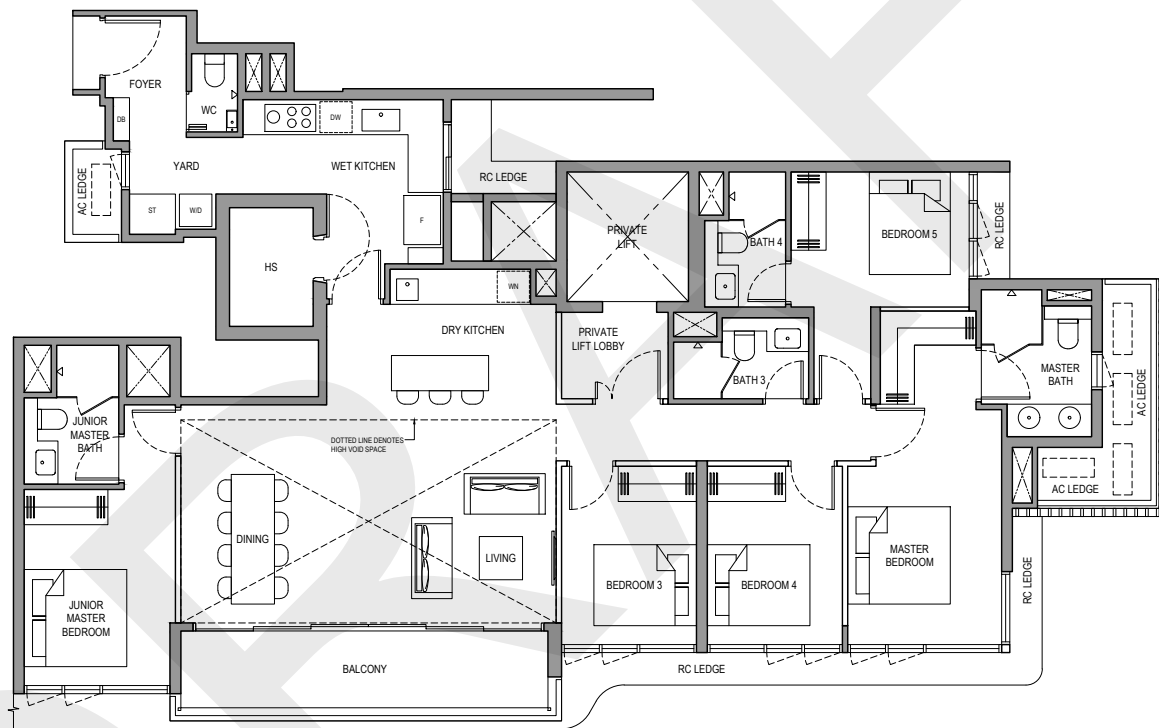 FOYER
WC
DB
DW
YARD
WET KITCHEN
AC LEDGE
RC LEDGE
ST
W/D
F
HS
PRIVATE
LIFT
BATH 4
BEDROOM 5
RC LEDGE
WN
DRY KITCHEN
PRIVATE
LIFT LOBBY
BATH 3
MASTER
BATH
AC LEDGE
JUNIOR
MASTER
BATH
DOTTED LINE DENOTES
HIGH VOID SPACE
AC LEDGE
DINING
LIVING
BEDROOM 3
BEDROOM 4
MASTER
BEDROOM
RC LEDGE
JUNIOR
MASTER
BEDROOM
BALCONY
RC LEDGE